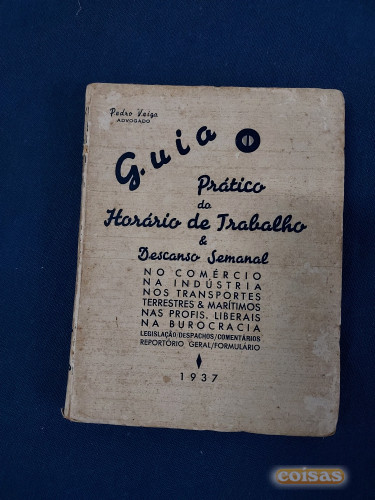 Pedro Veiga
ADVOGADO
Guia
Prático
do
Horário de Trabalho
&
Descanso Semanal
NO COMÉRCIO
NA INDÚSTRIA
NOS TRANSPORTES
TERRESTRES & MARÍTIMOS
NAS PROFIS. LIBERAIS
NA BUROCRACIA
LEGISLAÇÃO/DESPACHOS/COMENTÁRIOS
REPORTÓRIO GERAL/FORMULÁRIO
1937
coisas